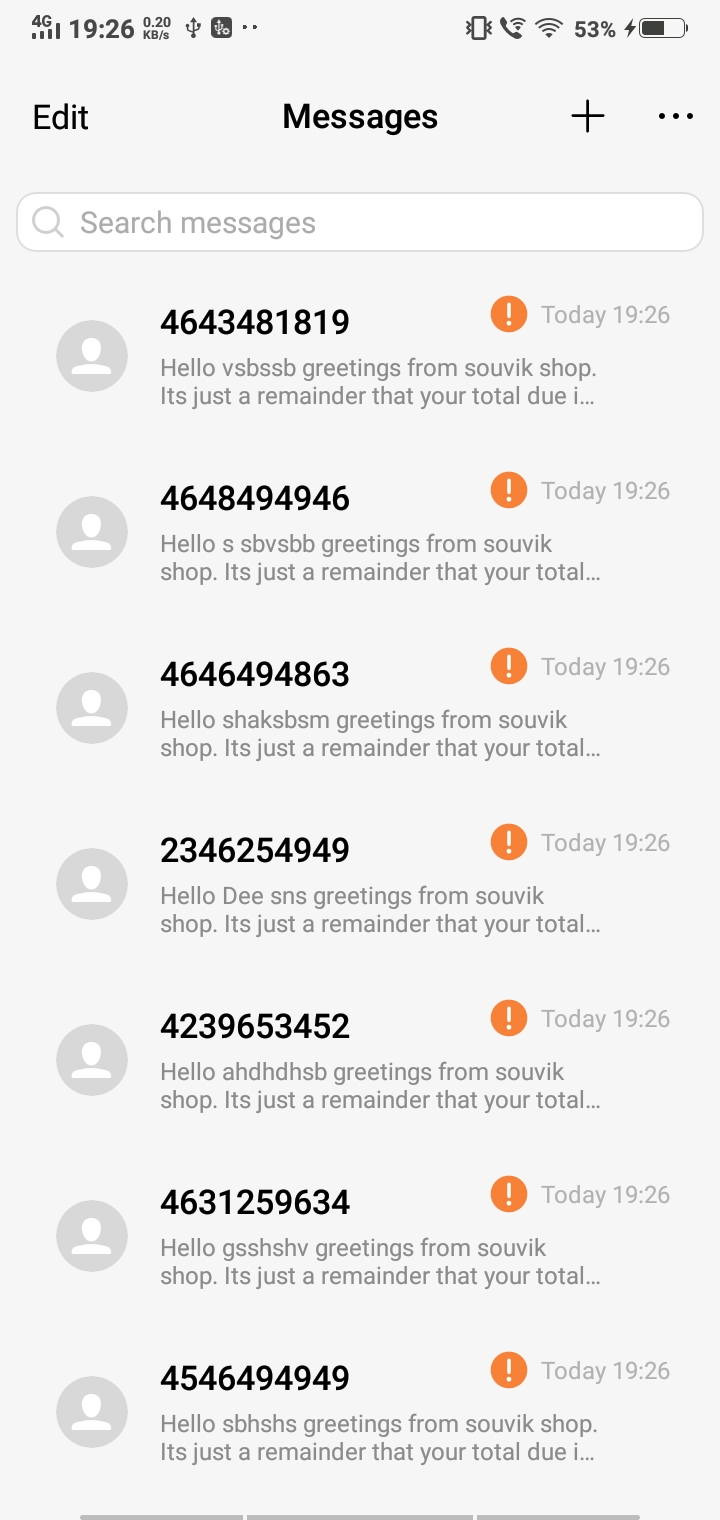 4G 19:26 0.20 KB/s 53%
Edit Messages
Search messages
4643481819 Today 19:26
Hello vsbssb greetings from souvik shop.
Its just a remainder that your total due i...
4648494946 Today 19:26
Hello s sbvsbb greetings from souvik
shop. Its just a remainder that your total...
4646494863 Today 19:26
Hello shaksbsm greetings from souvik
shop. Its just a remainder that your total...
2346254949 Today 19:26
Hello Dee sns greetings from souvik
shop. Its just a remainder that your total...
4239653452 Today 19:26
Hello ahdhdhsb greetings from souvik
shop. Its just a remainder that your total...
4631259634 Today 19:26
Hello gsshshv greetings from souvik
shop. Its just a remainder that your total...
4546494949 Today 19:26
Hello sbhshs greetings from souvik shop.
Its just a remainder that your total due i...